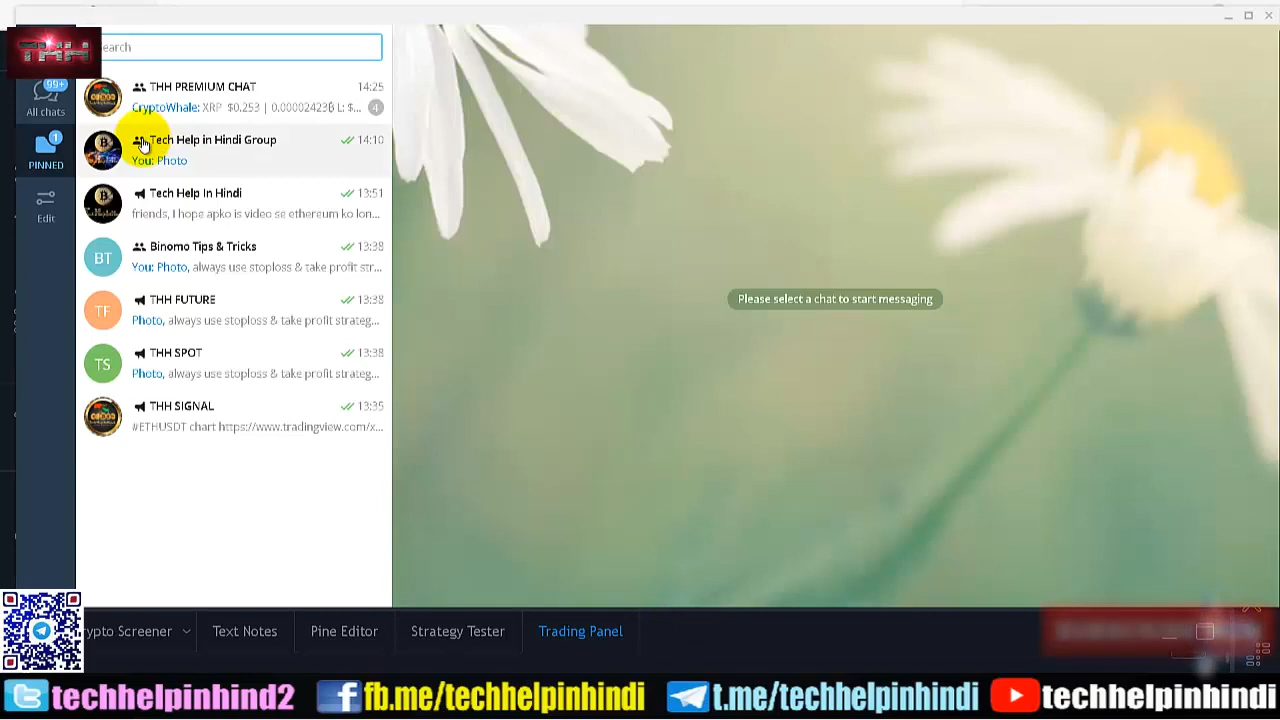 THH
earch
99+
All chats
1
PINNED
Edit
THH PREMIUM CHAT 14:25
CryptoWhale: XRP $0,253 | 0.00002423₿ L: $... 4
Tech Help in Hindi Group 14:10
You: Photo
Tech Help In Hindi 13:51
friends, I hope apko is video se ethereum ko lon...
BT
Binomo Tips & Tricks 13:38
You: Photo, always use stoploss & take profit str...
TF
THH FUTURE 13:38
Photo, always use stoploss & take profit strateg...
TS
THH SPOT 13:38
Photo, always use stoploss & take profit strateg...
THH SIGNAL 13:35
#ETHUSDT chart https://www.tradingview.com/x...
Please select a chat to start messaging
rypto Screener Text Notes Pine Editor Strategy Tester Trading Panel
techhelpinhind2 fb.me/techhelpinhindi t.me/techhelpinhindi techhelpinhindi